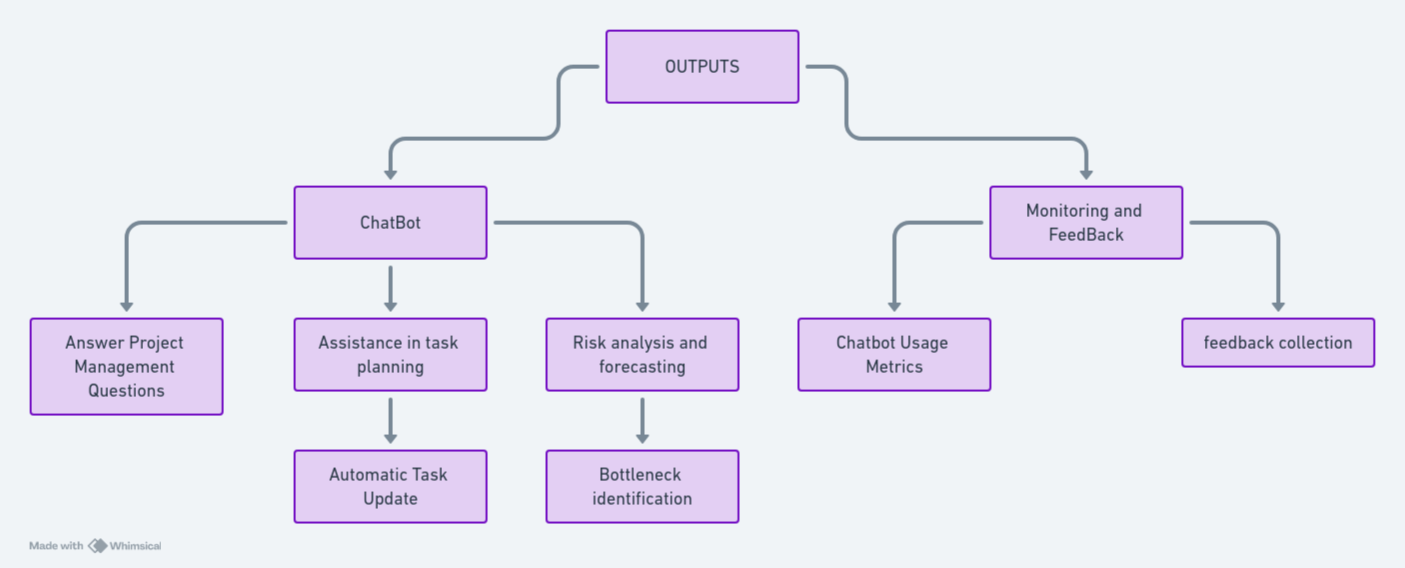 OUTPUTS
ChatBot
Monitoring and
FeedBack
Answer Project
Management
Questions
Assistance in task
planning
Risk analysis and
forecasting
Chatbot Usage
Metrics
feedback collection
Automatic Task
Update
Bottleneck
identification
Made with Whimsical